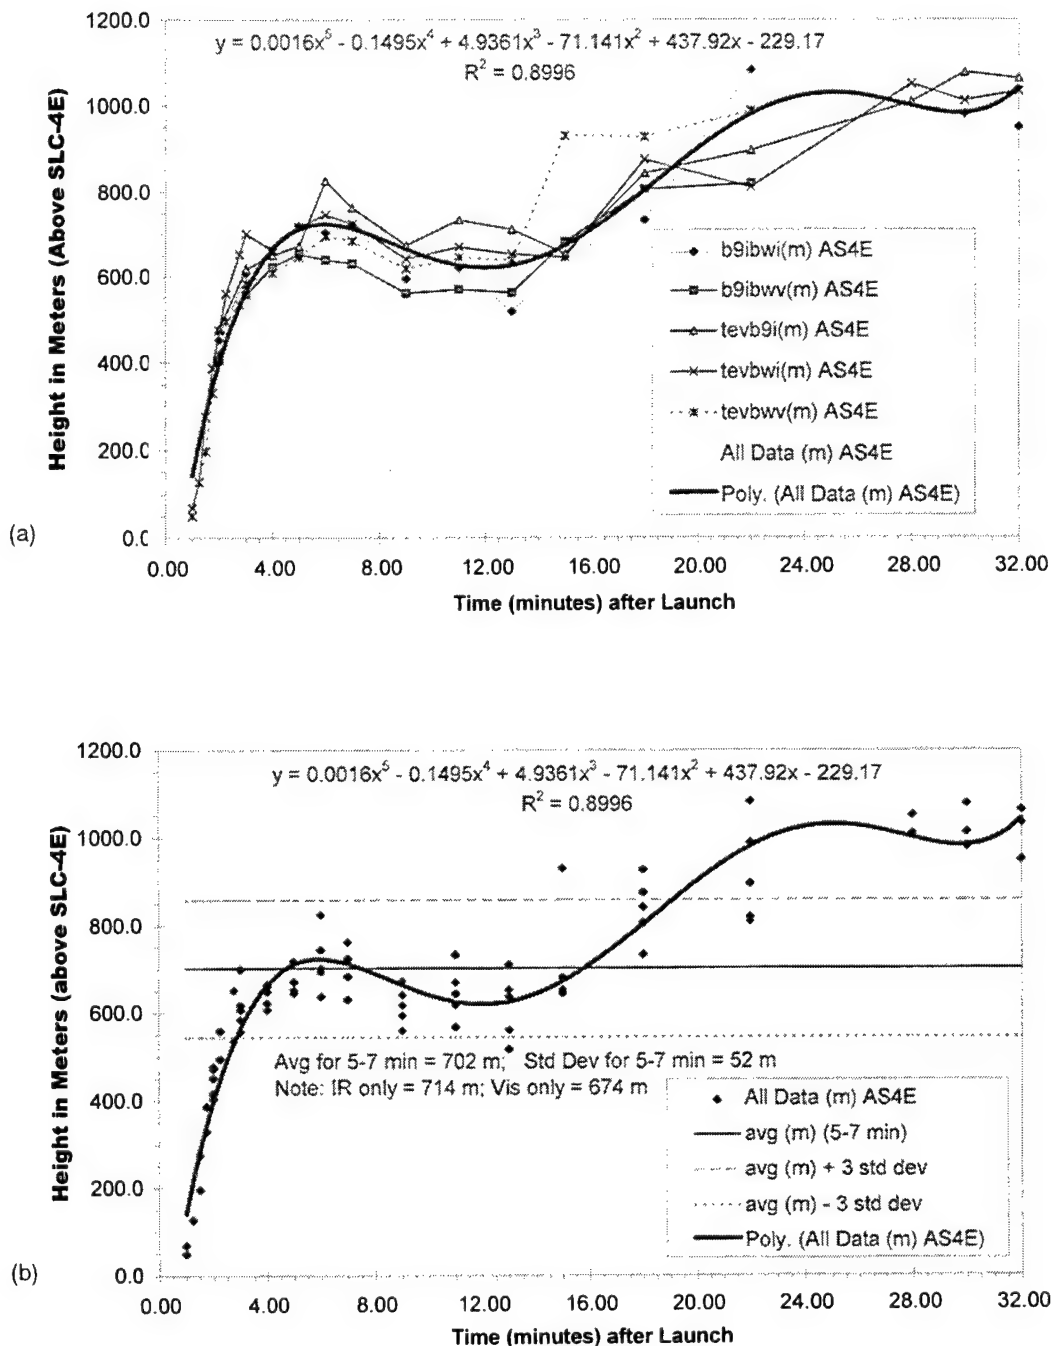 y = 0.0016x⁵ - 0.1495x⁴ + 4.9361x³ - 71.141x² + 437.92x - 229.17
R² = 0.8996
Height in Meters (Above SLC-4E)
1200.0
1000.0
800.0
600.0
400.0
200.0
0.0
b9ibwi(m) AS4E
b9ibwv(m) AS4E
tevb9i(m) AS4E
tevbwi(m) AS4E
tevbwv(m) AS4E
All Data (m) AS4E
Poly. (All Data (m) AS4E)
(a)
0.00 4.00 8.00 12.00 16.00 20.00 24.00 28.00 32.00
Time (minutes) after Launch
y = 0.0016x⁵ - 0.1495x⁴ + 4.9361x³ - 71.141x² + 437.92x - 229.17
R² = 0.8996
Height in Meters (above SLC-4E)
1200.0
1000.0
800.0
600.0
400.0
200.0
0.0
Avg for 5-7 min = 702 m; Std Dev for 5-7 min = 52 m
Note: IR only = 714 m; Vis only = 674 m
All Data (m) AS4E
avg (m) (5-7 min)
avg (m) + 3 std dev
avg (m) - 3 std dev
Poly. (All Data (m) AS4E)
(b)
0.00 4.00 8.00 12.00 16.00 20.00 24.00 28.00 32.00
Time (minutes) after Launch